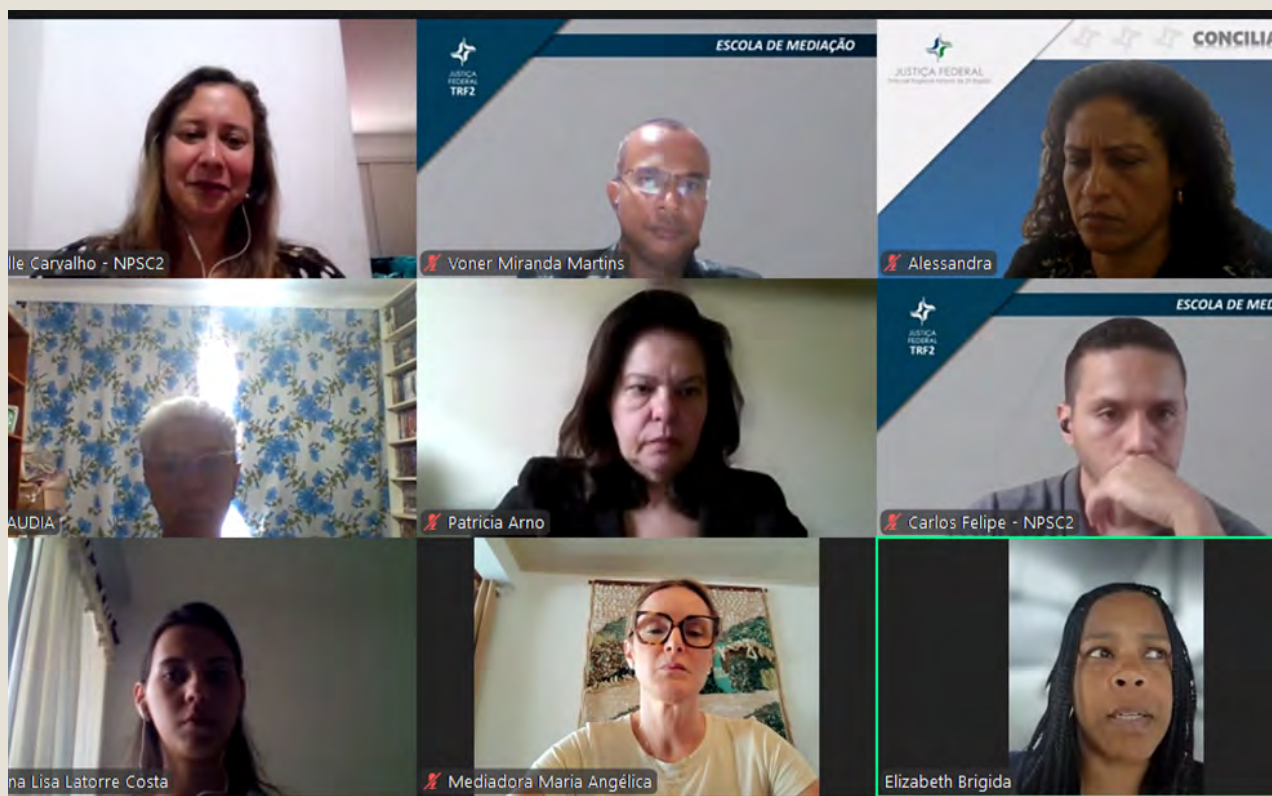 JUSTIÇA
FEDERAL
TRF2
ESCOLA DE MEDIAÇÃO
JUSTIÇA FEDERAL
CONCILIA
lle Carvalho - NPSC2
Voner Miranda Martins
Alessandra
JUSTIÇA
FEDERAL
TRF2
ESCOLA DE MED
AUDIA
Patricia Arno
Carlos Felipe - NPSC2
na Lisa Latorre Costa
Mediadora Maria Angélica
Elizabeth Brigida